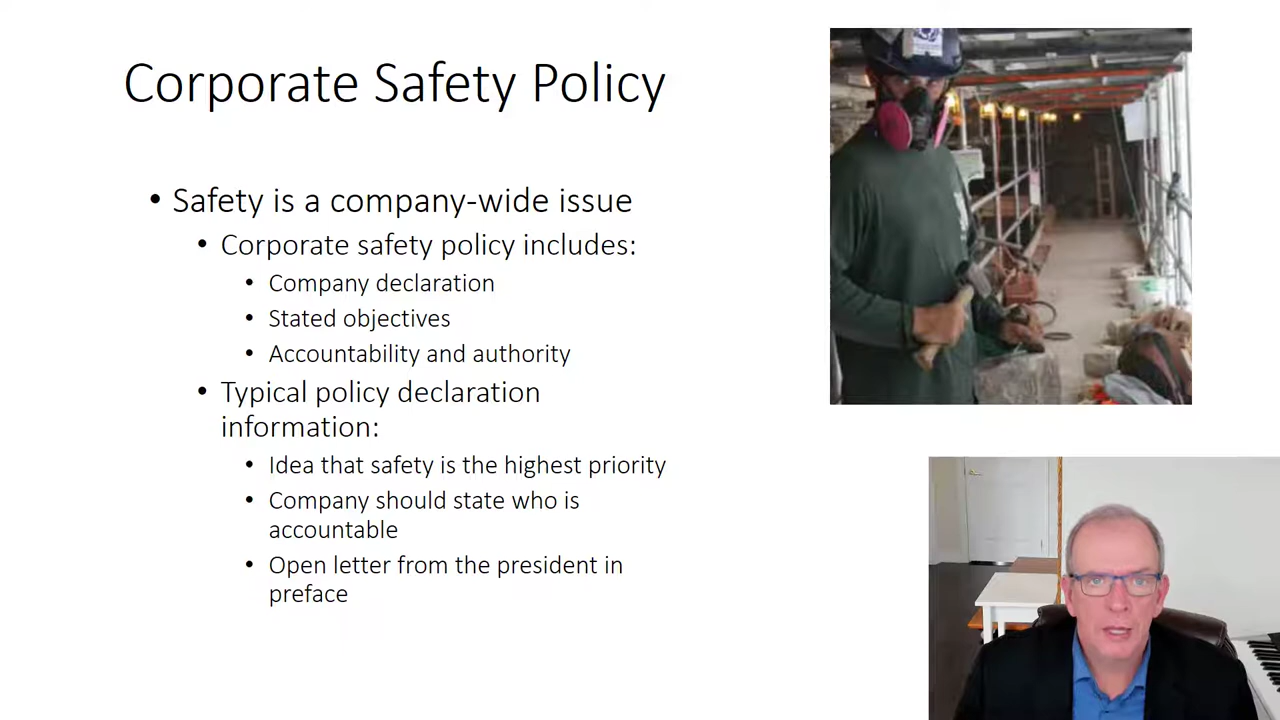 Corporate Safety Policy
• Safety is a company-wide issue
• Corporate safety policy includes:
• Company declaration
• Stated objectives
• Accountability and authority
• Typical policy declaration
information:
• Idea that safety is the highest priority
• Company should state who is
accountable
• Open letter from the president in
preface